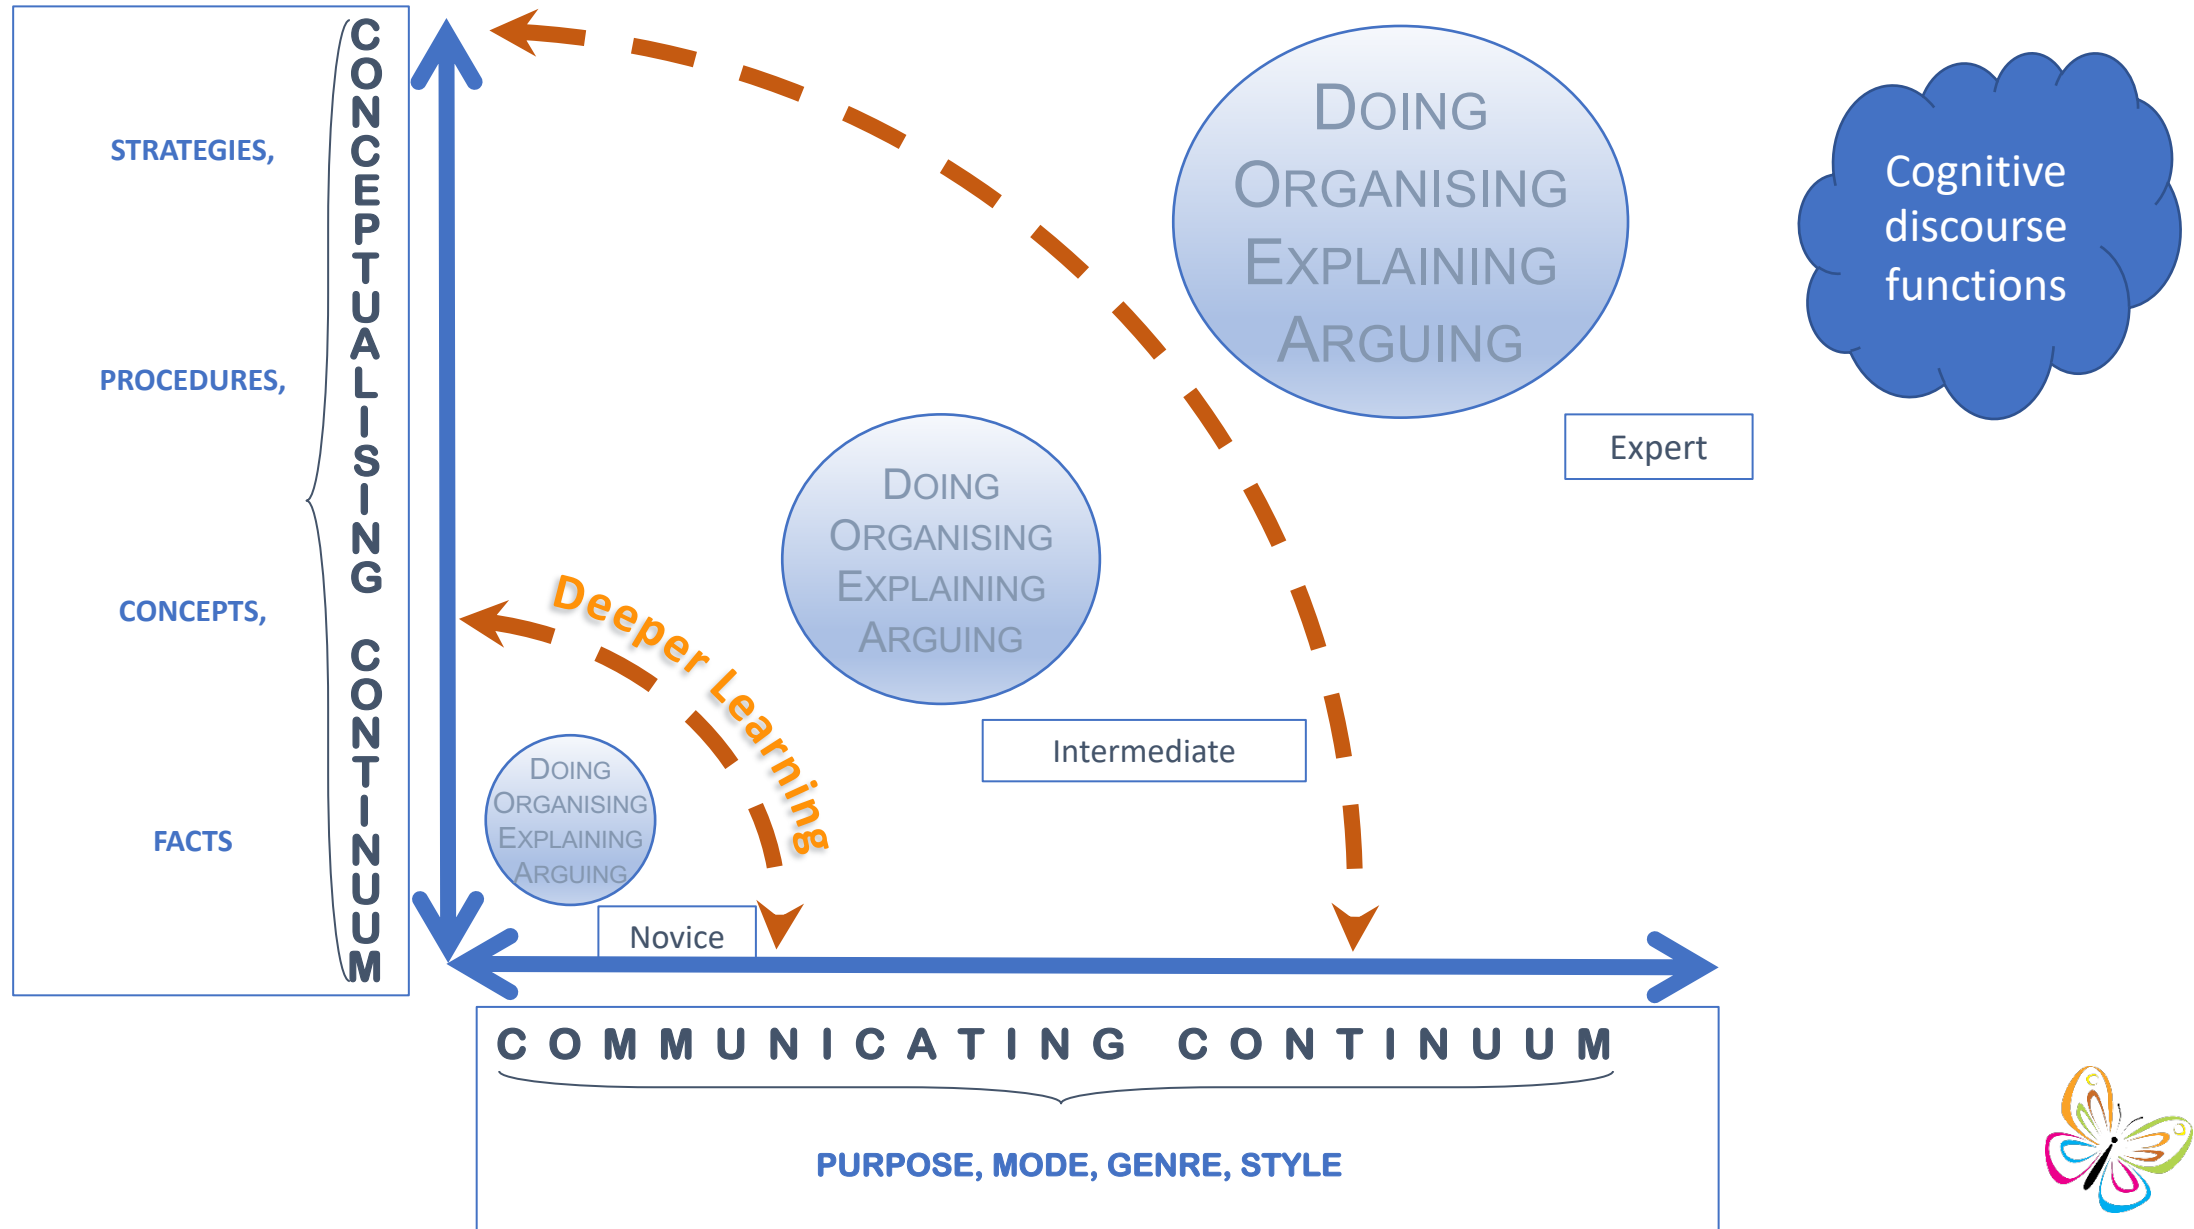 STRATEGIES,
PROCEDURES,
CONCEPTS,
FACTS
CONCEPTUALISING CONTINUUM
DOING
ORGANISING
EXPLAINING
ARGUING
Expert
Cognitive
discourse
functions
DOING
ORGANISING
EXPLAINING
ARGUING
Intermediate
Deeper Learning
DOING
ORGANISING
EXPLAINING
ARGUING
Novice
COMMUNICATING CONTINUUM
PURPOSE, MODE, GENRE, STYLE